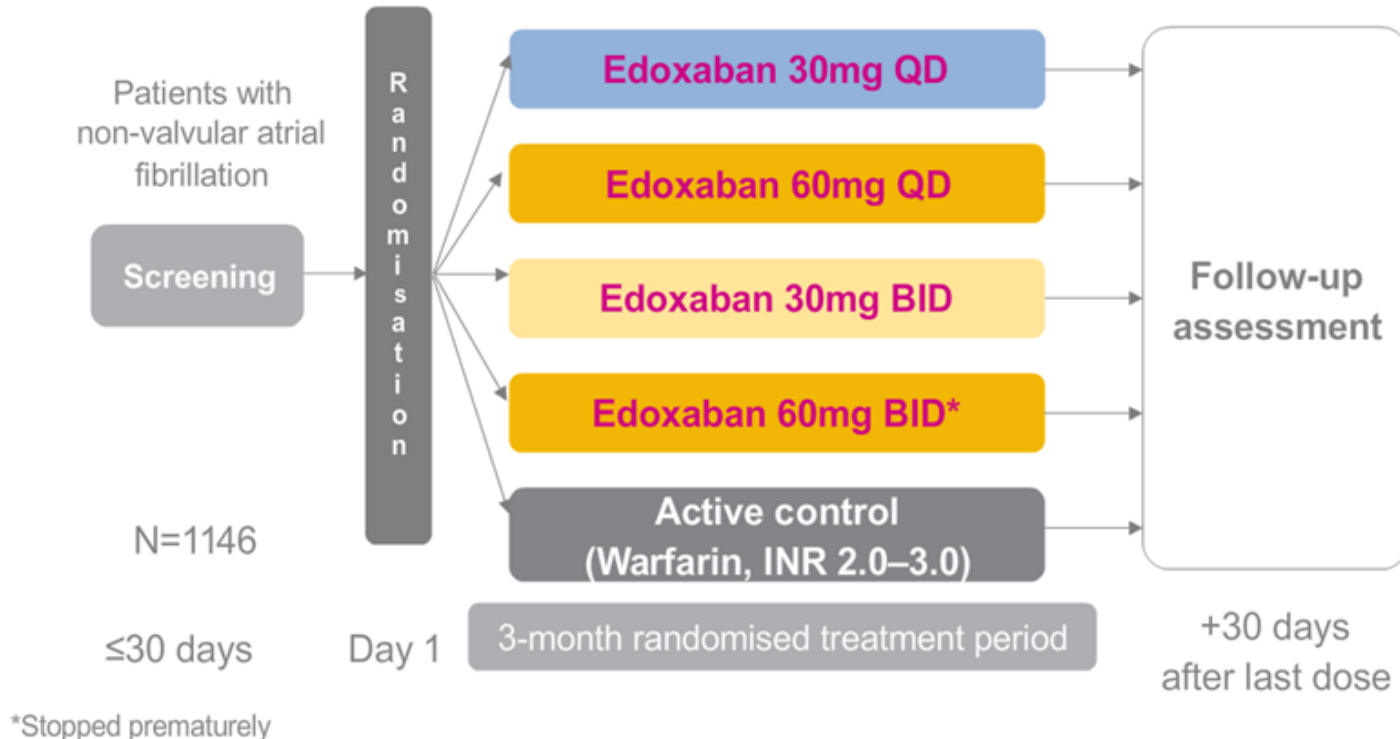 Patients with
non-valvular atrial
fibrillation
Screening
Randomisation
Edoxaban 30mg QD
Edoxaban 60mg QD
Edoxaban 30mg BID
Edoxaban 60mg BID*
Active control
(Warfarin, INR 2.0–3.0)
Follow-up
assessment
N=1146
≤30 days
Day 1
3-month randomised treatment period
+30 days
after last dose
*Stopped prematurely